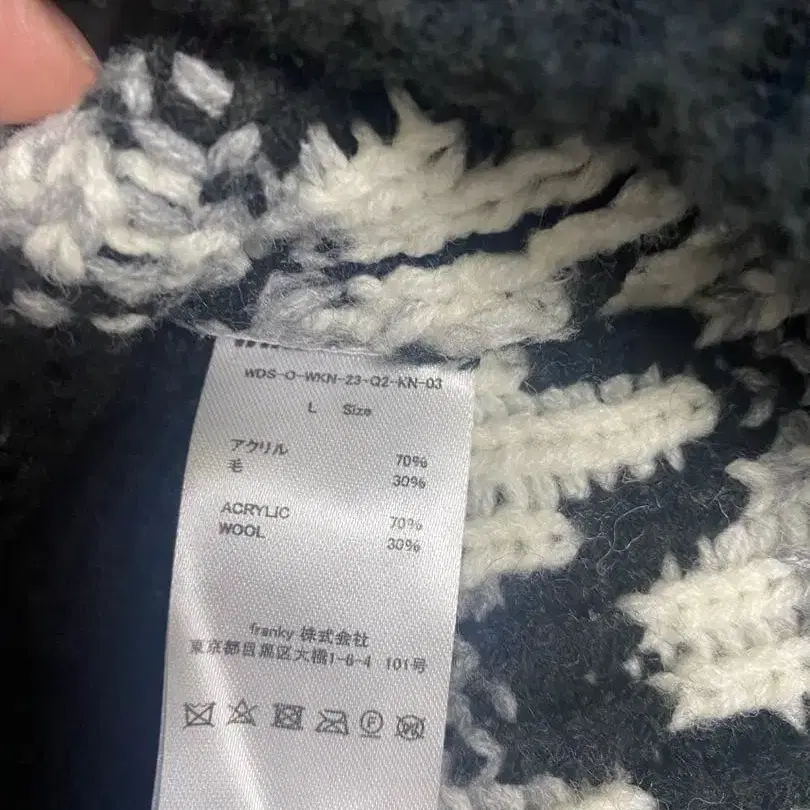 WDS-O-WKN-23-Q2-KN-03
L Size
アクリル 70%
毛 30%
ACRYLIC 70%
WOOL 30%
franky 株式会社
東京都目黒区大橋1-6-4 101号
F